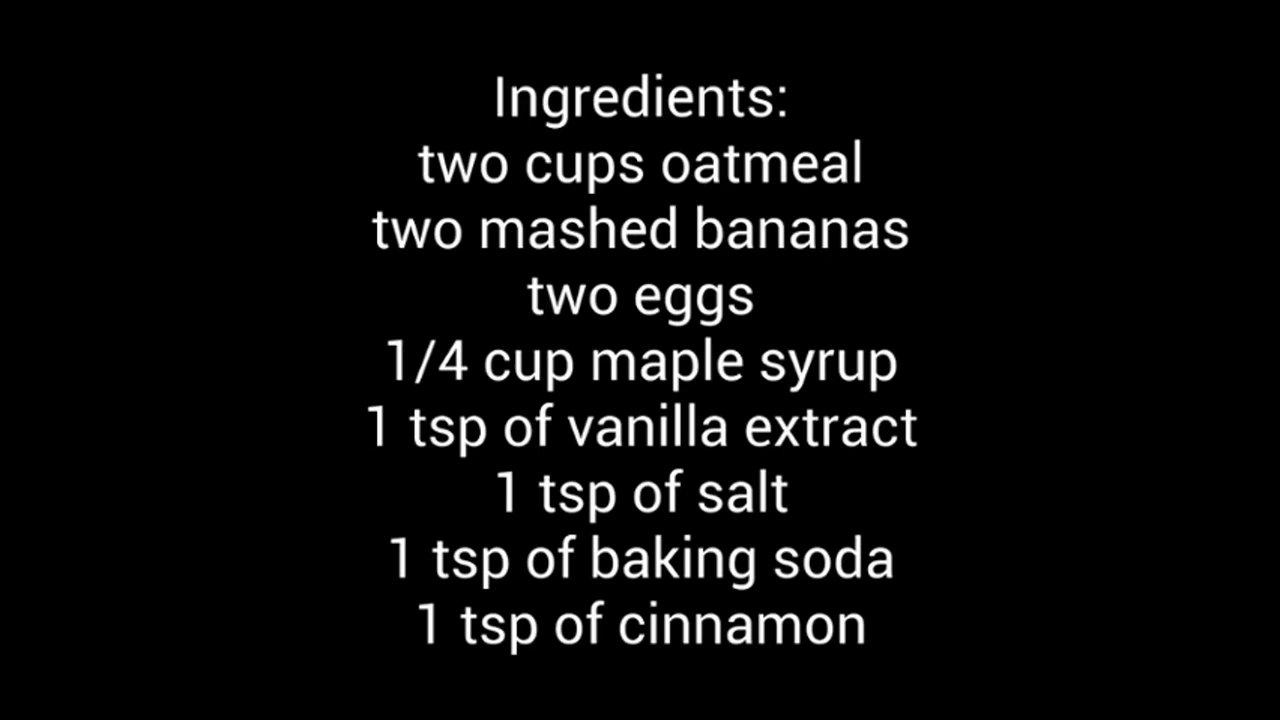 Ingredients:
two cups oatmeal
two mashed bananas
two eggs
1/4 cup maple syrup
1 tsp of vanilla extract
1 tsp of salt
1 tsp of baking soda
1 tsp of cinnamon